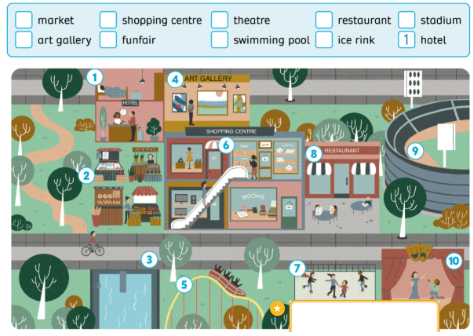 market shopping centre theatre restaurant stadium
art gallery funfair swimming pool ice rink 1 hotel
1
4
ART GALLERY
HOTEL
SHOPPING CENTRE
6
8
RESTAURANT
9
2
3
5
7
10